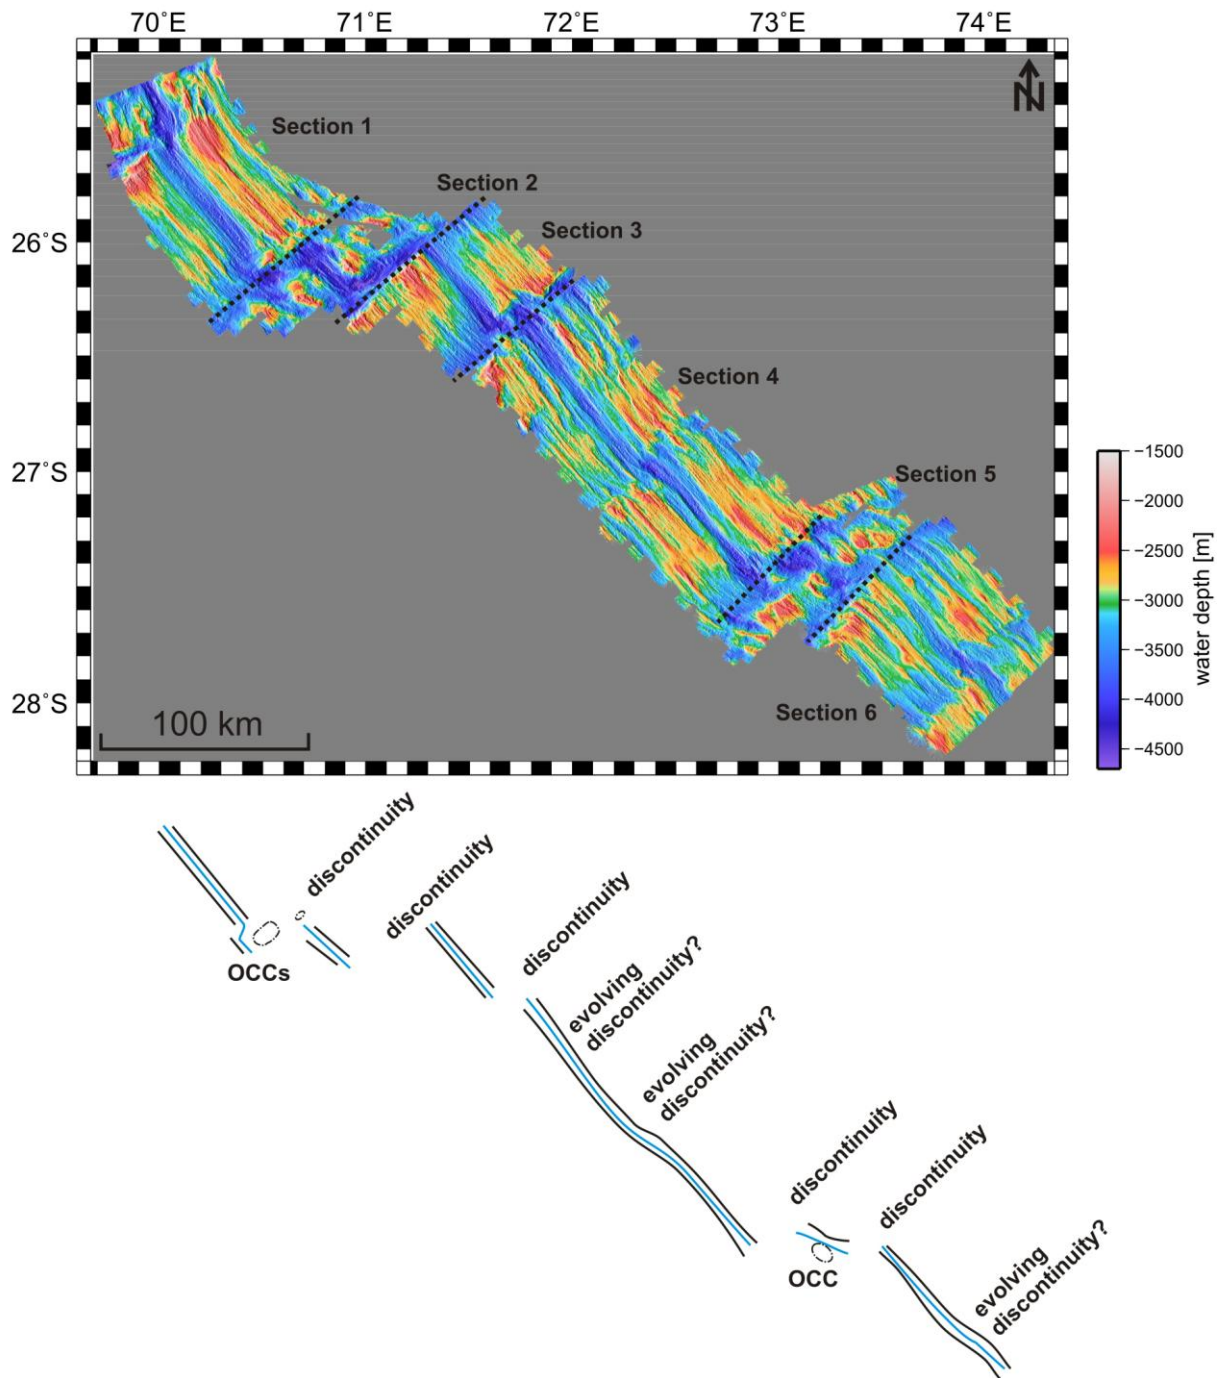 70°E 71°E 72°E 73°E 74°E
N
Section 1
Section 2
Section 3
26°S
Section 4
27°S
Section 5
28°S
Section 6
100 km
−1500
−2000
−2500
−3000
−3500
−4000
−4500
water depth [m]
discontinuity
discontinuity
discontinuity
evolving
discontinuity?
evolving
discontinuity?
OCCs
discontinuity
discontinuity
OCC
evolving
discontinuity?